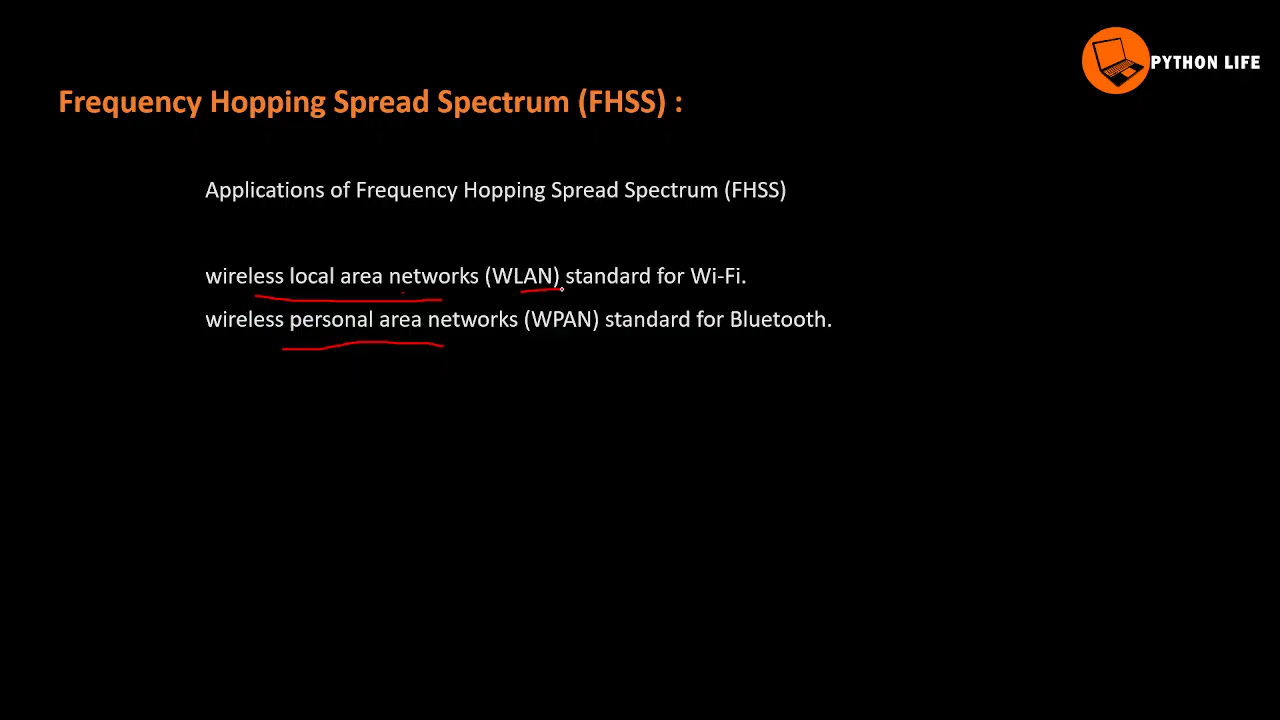 PYTHON LIFE
Frequency Hopping Spread Spectrum (FHSS) :
Applications of Frequency Hopping Spread Spectrum (FHSS)
wireless local area networks (WLAN) standard for Wi-Fi.
wireless personal area networks (WPAN) standard for Bluetooth.